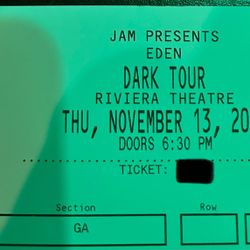 JAM PRESENTS
EDEN
DARK TOUR
RIVIERA THEATRE
THU, NOVEMBER 13, 20
DOORS 6:30 PM
TICKET:
Section Row
GA